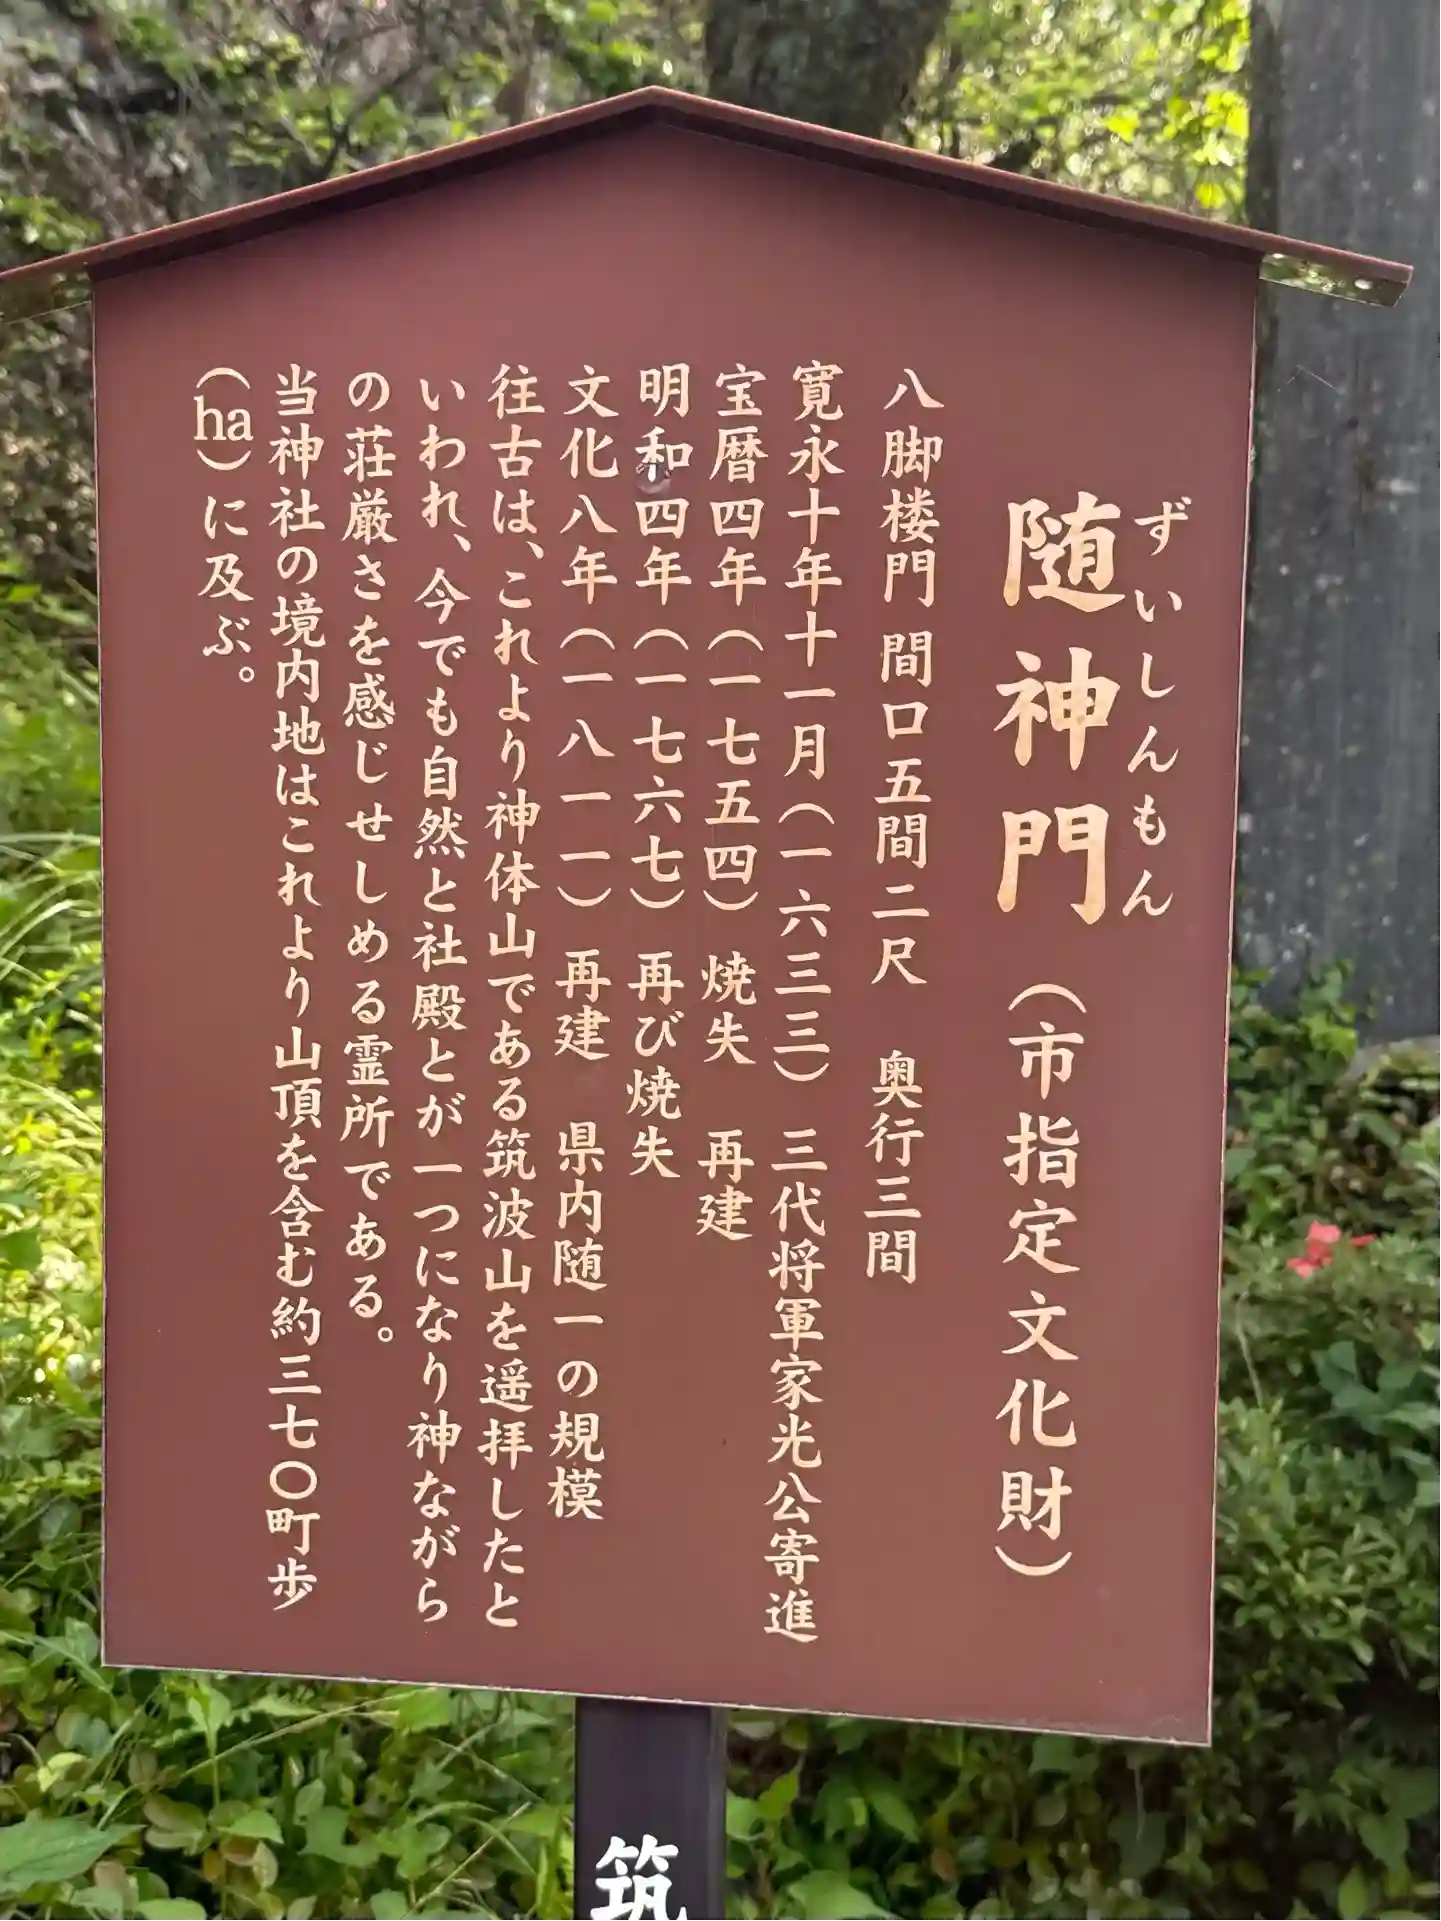 ずいしんもん
随神門（市指定文化財）
八脚楼門 間口五間二尺　奥行三間
寛永十年十一月（一六三三）三代将軍家光公寄進
宝暦四年（一七五四）焼失　再建
明和四年（一七六七）再び焼失
文化八年（一八一一）再建　県内随一の規模
往古は、これより神体山である筑波山を遥拝したと
いわれ、今でも自然と社殿とが一つになり神ながら
の荘厳さを感じせしめる霊所である。
当神社の境内地はこれより山頂を含む約三七〇町歩
（ha）に及ぶ。
筑